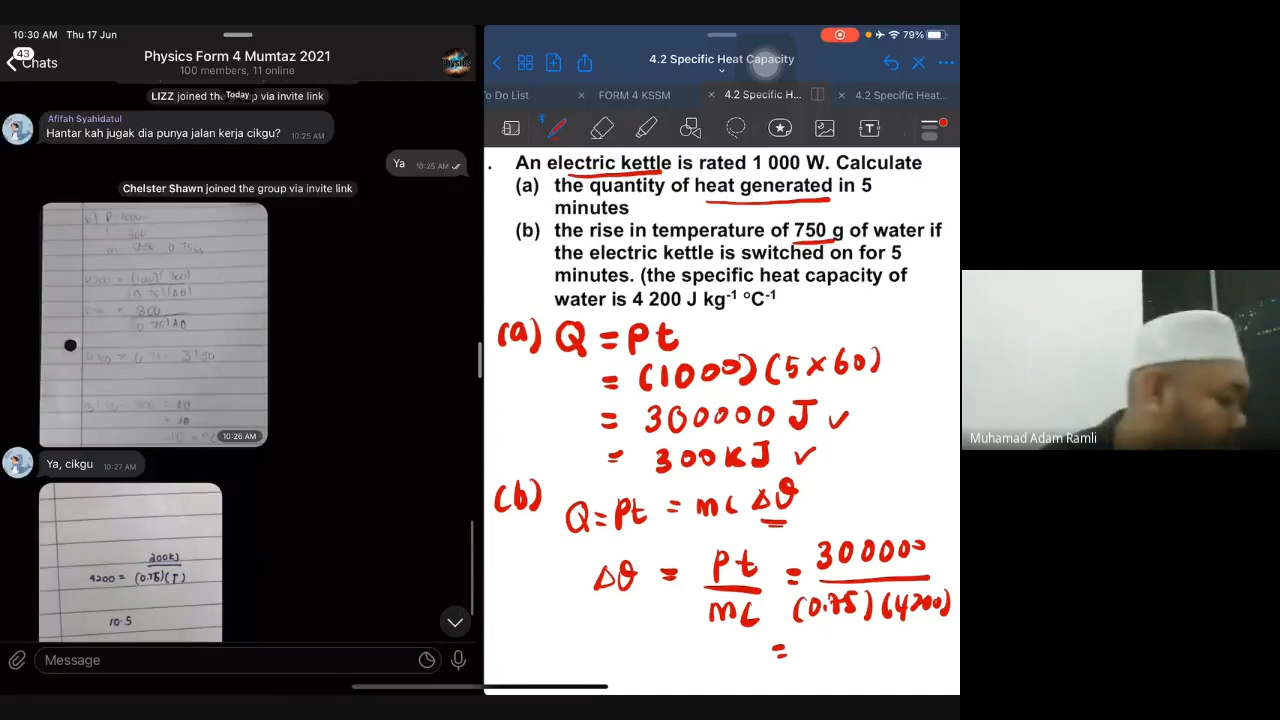 10:30 AM Thu 17 Jun
79%
43
Chats
Physics Form 4 Mumtaz 2021
100 members, 11 online
LIZZ joined the group via invite link
Today
Afifah Syahidatul
Hantar kah jugak dia punya jalan kerja cikgu?
10:25 AM
Ya
10:25 AM
Chelster Shawn joined the group via invite link
10:26 AM
Ya, cikgu
10:27 AM
300kJ
4200 = (0.75)(T)
10.5
Message
4.2 Specific Heat Capacity
To Do List
FORM 4 KSSM
4.2 Specific H...
4.2 Specific Heat...
. An electric kettle is rated 1 000 W. Calculate
(a) the quantity of heat generated in 5
minutes
(b) the rise in temperature of 750 g of water if
the electric kettle is switched on for 5
minutes. (the specific heat capacity of
water is 4 200 J kg-1 °C-1
(a) Q = Pt
= (1000)(5×60)
= 300000 J ✓
= 300KJ ✓
(b) Q = Pt = mc Δθ
Δθ = Pt/mc = 300000/(0.75)(4200)
=
Muhamad Adam Ramli